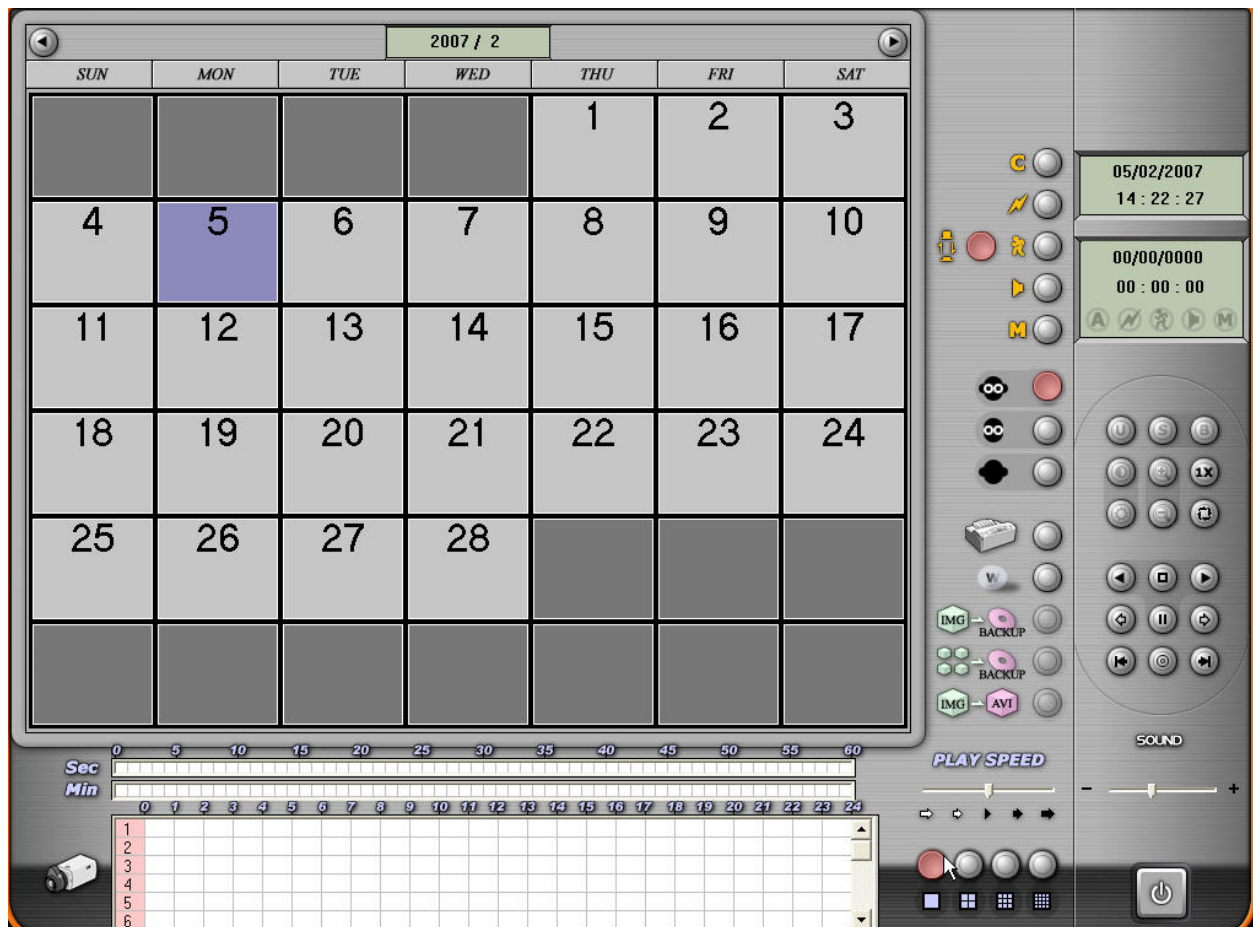 2007 / 2
SUN MON TUE WED THU FRI SAT
1 2 3
4 5 6 7 8 9 10
11 12 13 14 15 16 17
18 19 20 21 22 23 24
25 26 27 28
C
M
05/02/2007
14 : 22 : 27
00/00/0000
00 : 00 : 00
A M
U S B
1X
W
IMG BACKUP
BACKUP
IMG AVI
SOUND
- +
PLAY SPEED
0 5 10 15 20 25 30 35 40 45 50 55 60
Sec
Min
0 1 2 3 4 5 6 7 8 9 10 11 12 13 14 15 16 17 18 19 20 21 22 23 24
1
2
3
4
5
6